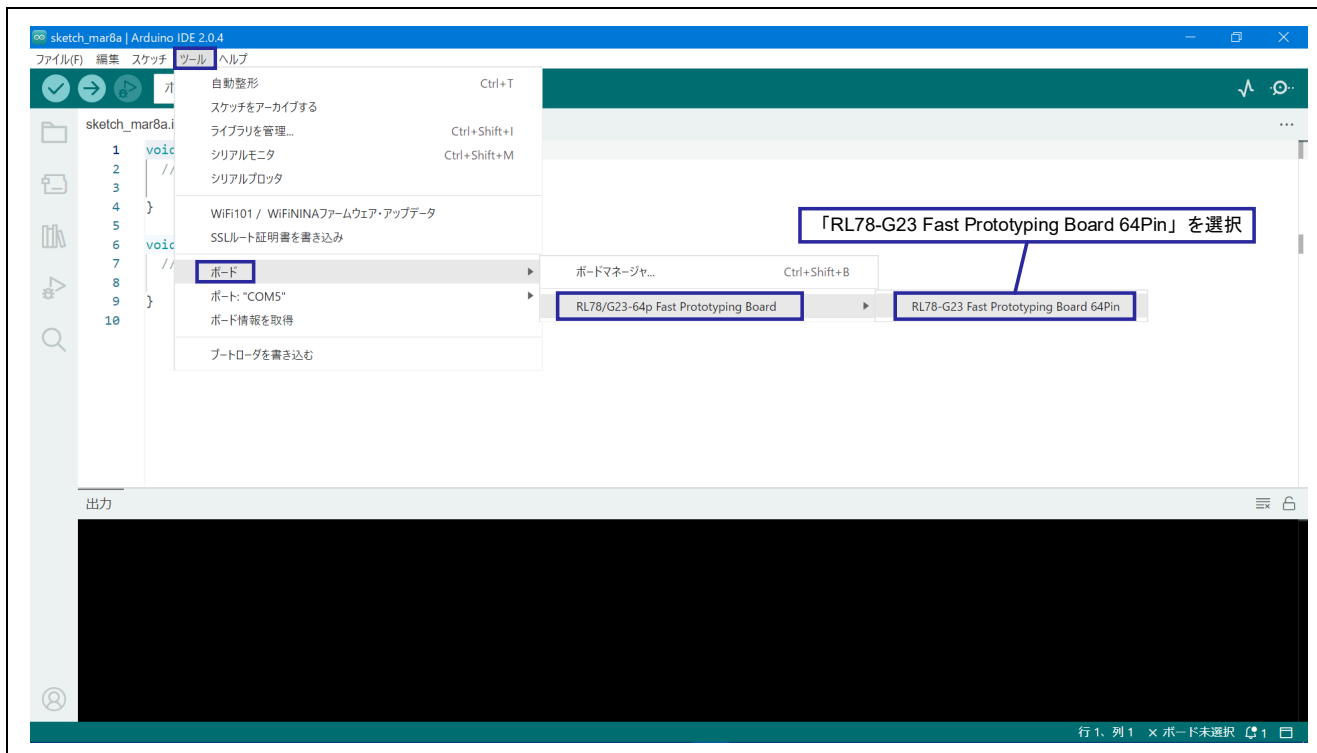 sketch_mar8a | Arduino IDE 2.0.4
ファイル(F) 編集 スケッチ ツール ヘルプ
sketch_mar8a.i
自動整形 Ctrl+T
スケッチをアーカイブする
ライブラリを管理... Ctrl+Shift+I
シリアルモニタ Ctrl+Shift+M
シリアルプロッタ
WiFi101 / WiFiNINAファームウェア・アップデータ
SSLルート証明書を書き込み
ボード
ポート: "COM5"
ボード情報を取得
ブートローダを書き込む
ボードマネージャ... Ctrl+Shift+B
RL78/G23-64p Fast Prototyping Board
RL78-G23 Fast Prototyping Board 64Pin
「RL78-G23 Fast Prototyping Board 64Pin」を選択
1 void
2 //
3
4 }
5
6 void
7 //
8
9 }
10
出力
行 1、列 1 × ボード未選択 1